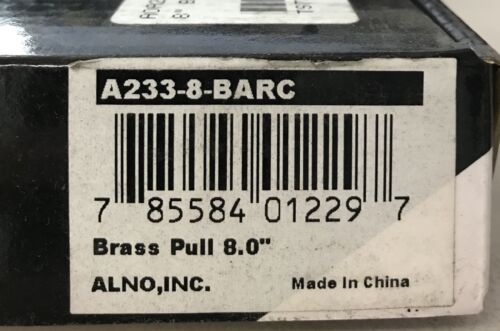 A233-8-BARC
7 85584 01229 7
Brass Pull 8.0"
ALNO,INC.
Made In China